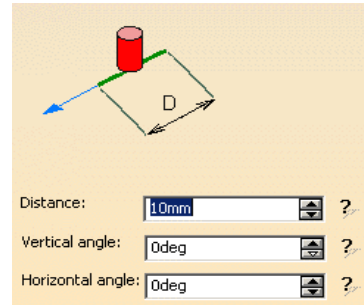 D
Distance: 10mm ?
Vertical angle: 0deg ?
Horizontal angle: 0deg ?